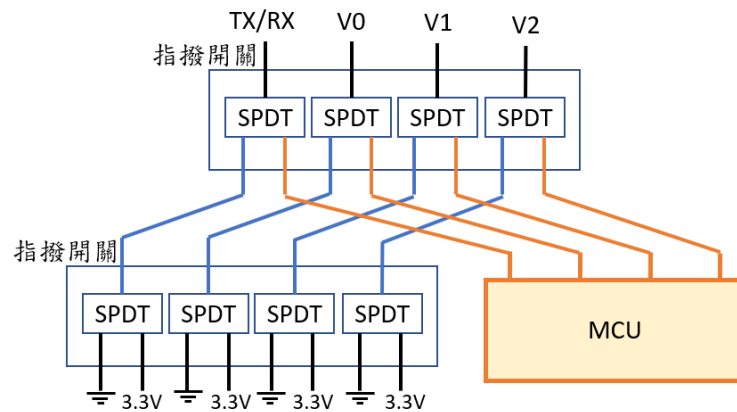 TX/RX V0 V1 V2
指撥開關
SPDT SPDT SPDT SPDT
指撥開關
SPDT SPDT SPDT SPDT
MCU
3.3V 3.3V 3.3V 3.3V